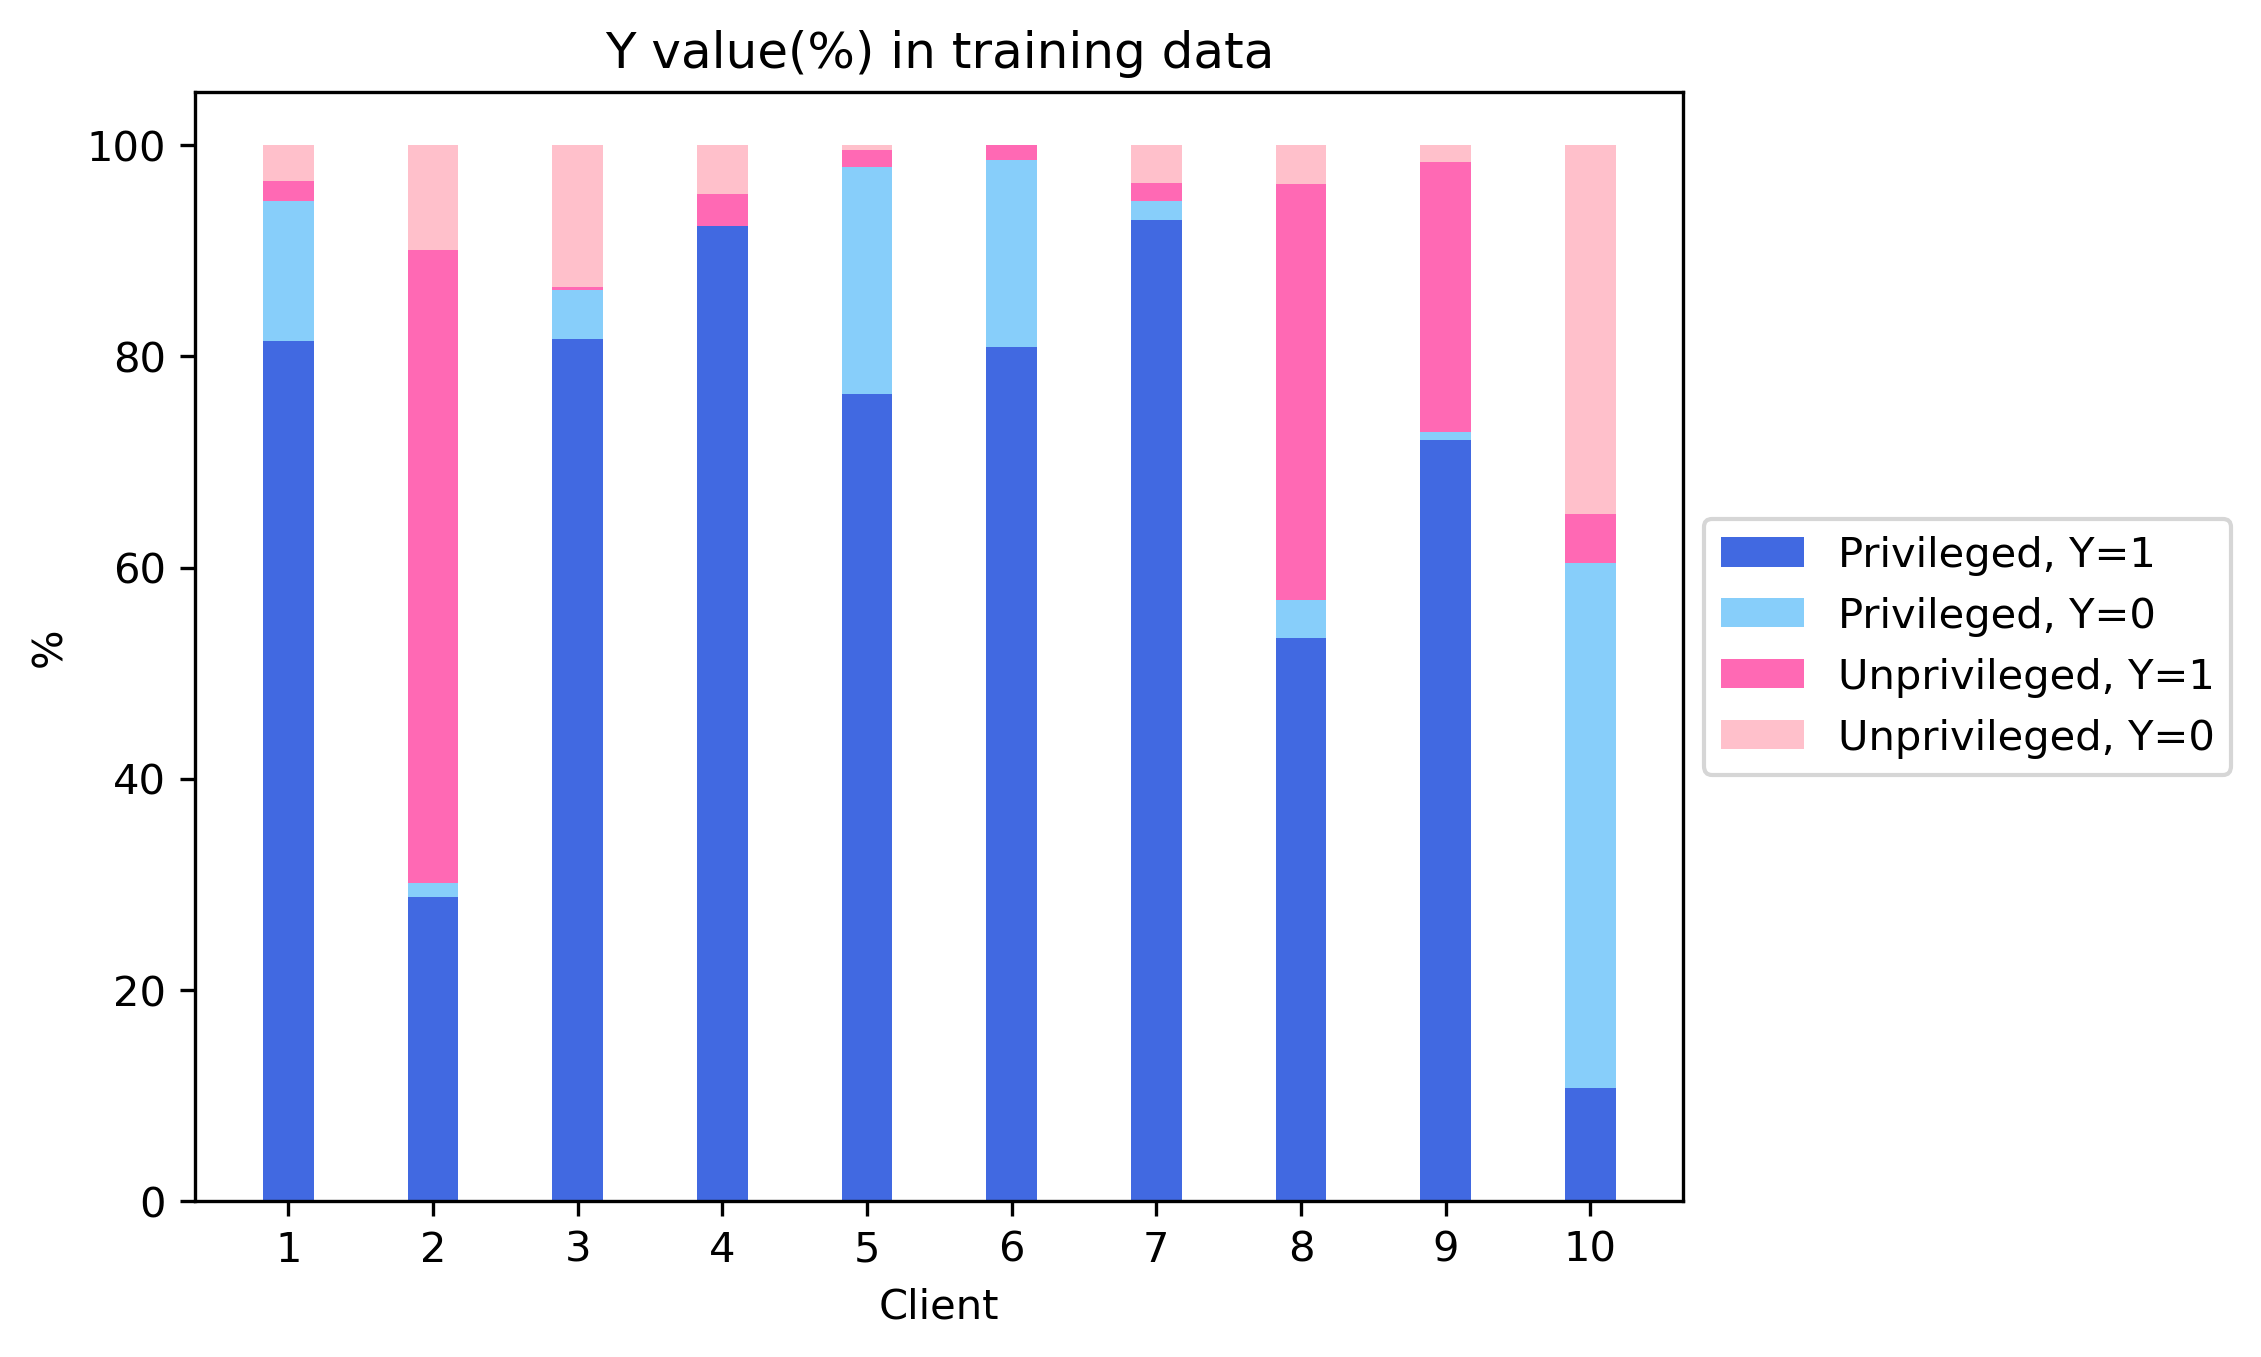 Y value(%) in training data
100
80
60
40
20
0
%
1 2 3 4 5 6 7 8 9 10
Client
Privileged, Y=1
Privileged, Y=0
Unprivileged, Y=1
Unprivileged, Y=0